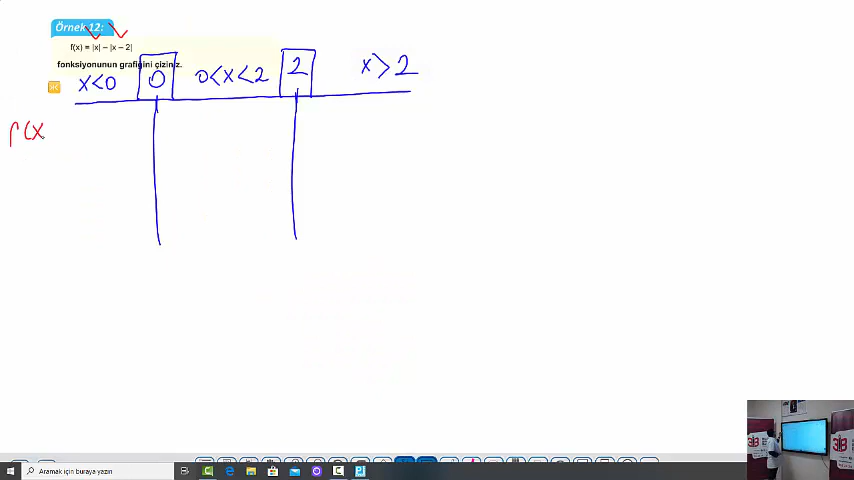 Örnek 12:
f(x) = |x| – |x – 2|
fonksiyonunun grafiğini çiziniz.
x<0 0 0<x<2 2 x>2
f(x
Aramak için buraya yazın